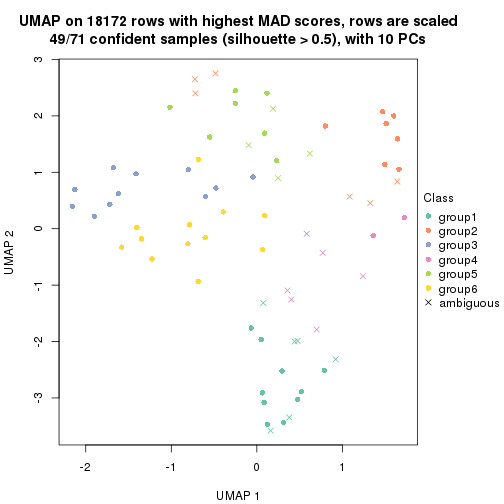 UMAP on 18172 rows with highest MAD scores, rows are scaled
49/71 confident samples (silhouette > 0.5), with 10 PCs
3
2
1
0
-1
-2
-3
UMAP 2
-2
-1
0
1
UMAP 1
Class
group1
group2
group3
group4
group5
group6
ambiguous